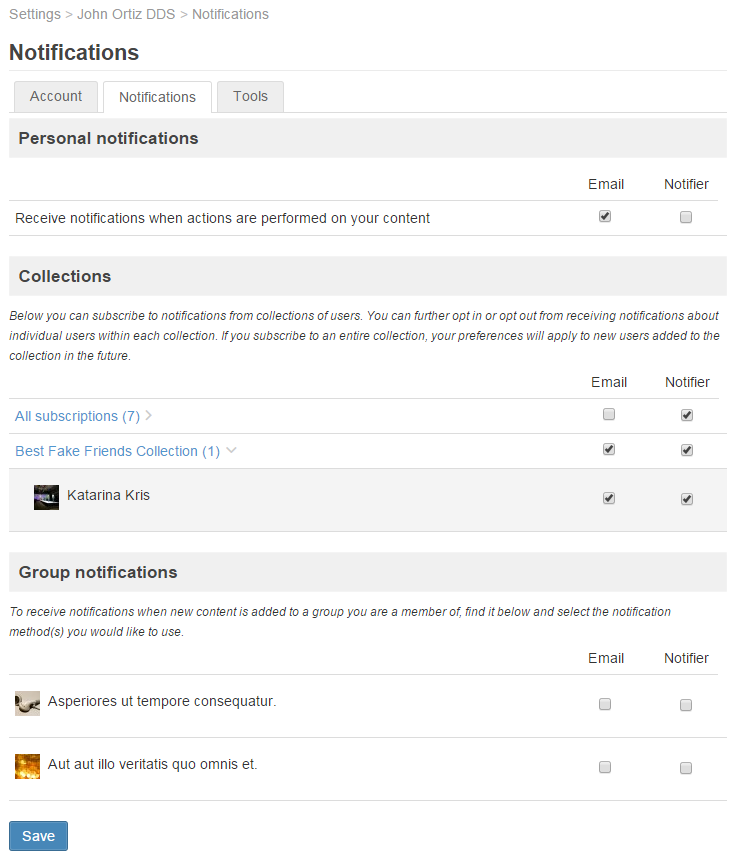 Settings > John Ortiz DDS > Notifications
Notifications
Account Notifications Tools
Personal notifications
Email Notifier
Receive notifications when actions are performed on your content
Collections
Below you can subscribe to notifications from collections of users. You can further opt in or opt out from receiving notifications about
individual users within each collection. If you subscribe to an entire collection, your preferences will apply to new users added to the
collection in the future.
Email Notifier
All subscriptions (7)
Best Fake Friends Collection (1)
Katarina Kris
Group notifications
To receive notifications when new content is added to a group you are a member of, find it below and select the notification
method(s) you would like to use.
Email Notifier
Asperiores ut tempore consequatur.
Aut aut illo veritatis quo omnis et.
Save